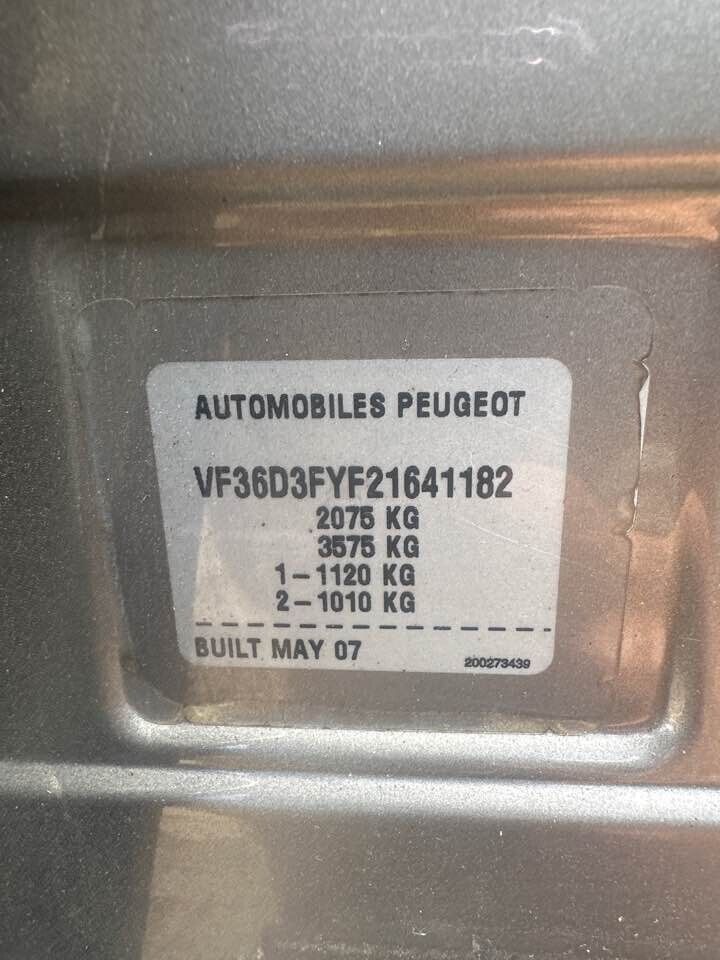 AUTOMOBILES PEUGEOT
VF36D3FYF21641182
2075 KG
3575 KG
1-1120 KG
2-1010 KG
BUILT MAY 07
200273439